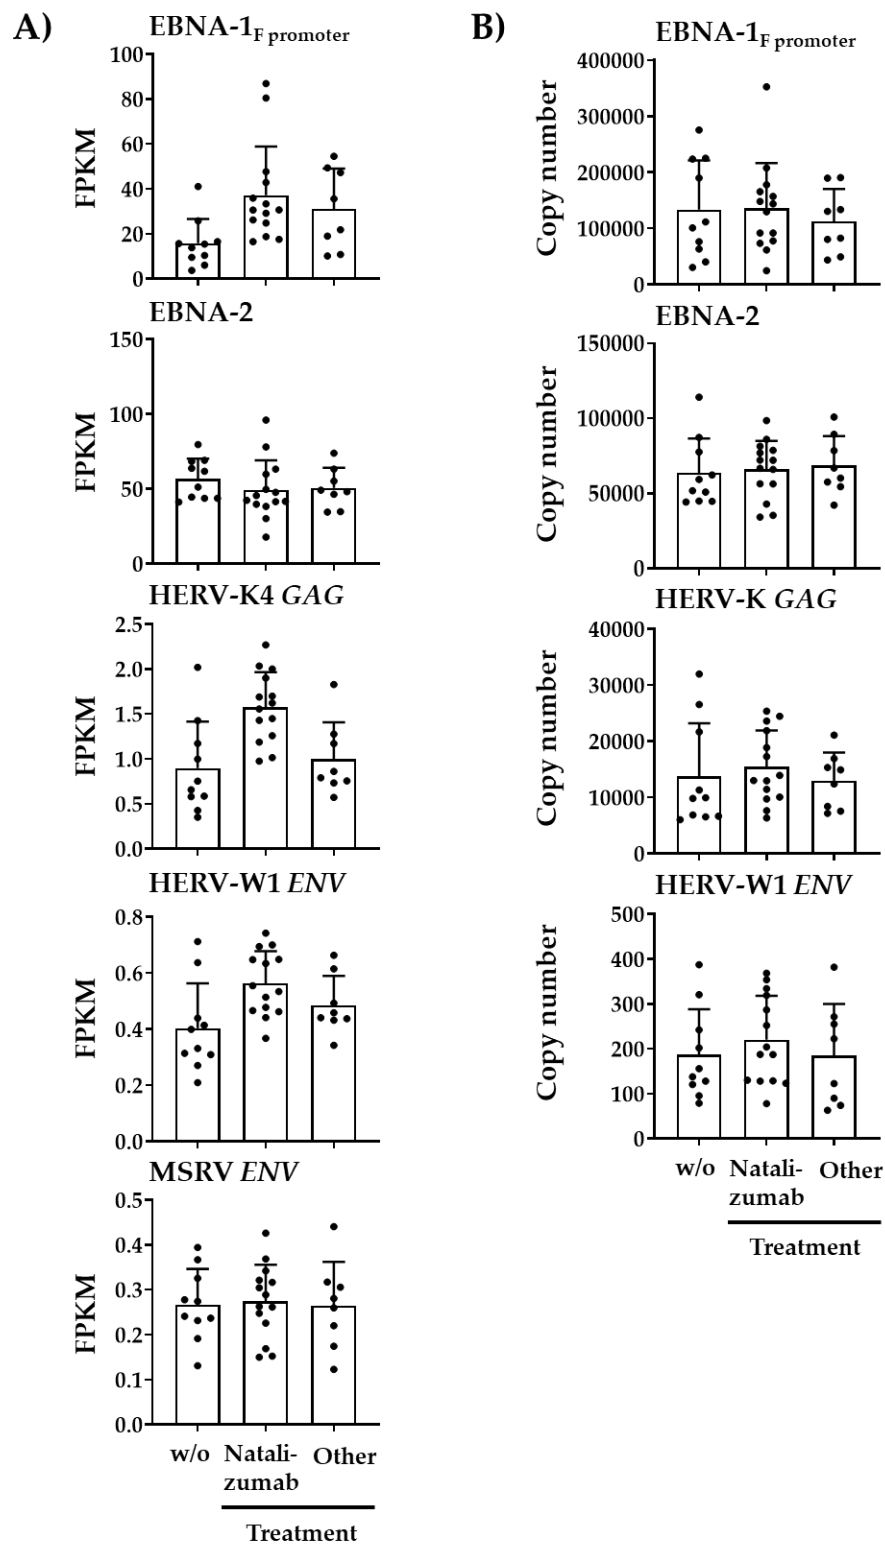 A)
EBNA-1F promoter
FPKM
100
80
60
40
20
0
EBNA-2
FPKM
150
100
50
0
HERV-K4 GAG
FPKM
2.5
2.0
1.5
1.0
0.5
0.0
HERV-W1 ENV
FPKM
0.8
0.6
0.4
0.2
0.0
MSRV ENV
FPKM
0.5
0.4
0.3
0.2
0.1
0.0
w/o Natali- Other
zumab
Treatment
B)
EBNA-1F promoter
Copy number
400000
300000
200000
100000
0
EBNA-2
Copy number
150000
100000
50000
0
HERV-K GAG
Copy number
40000
30000
20000
10000
0
HERV-W1 ENV
Copy number
500
400
300
200
100
0
w/o Natali- Other
zumab
Treatment